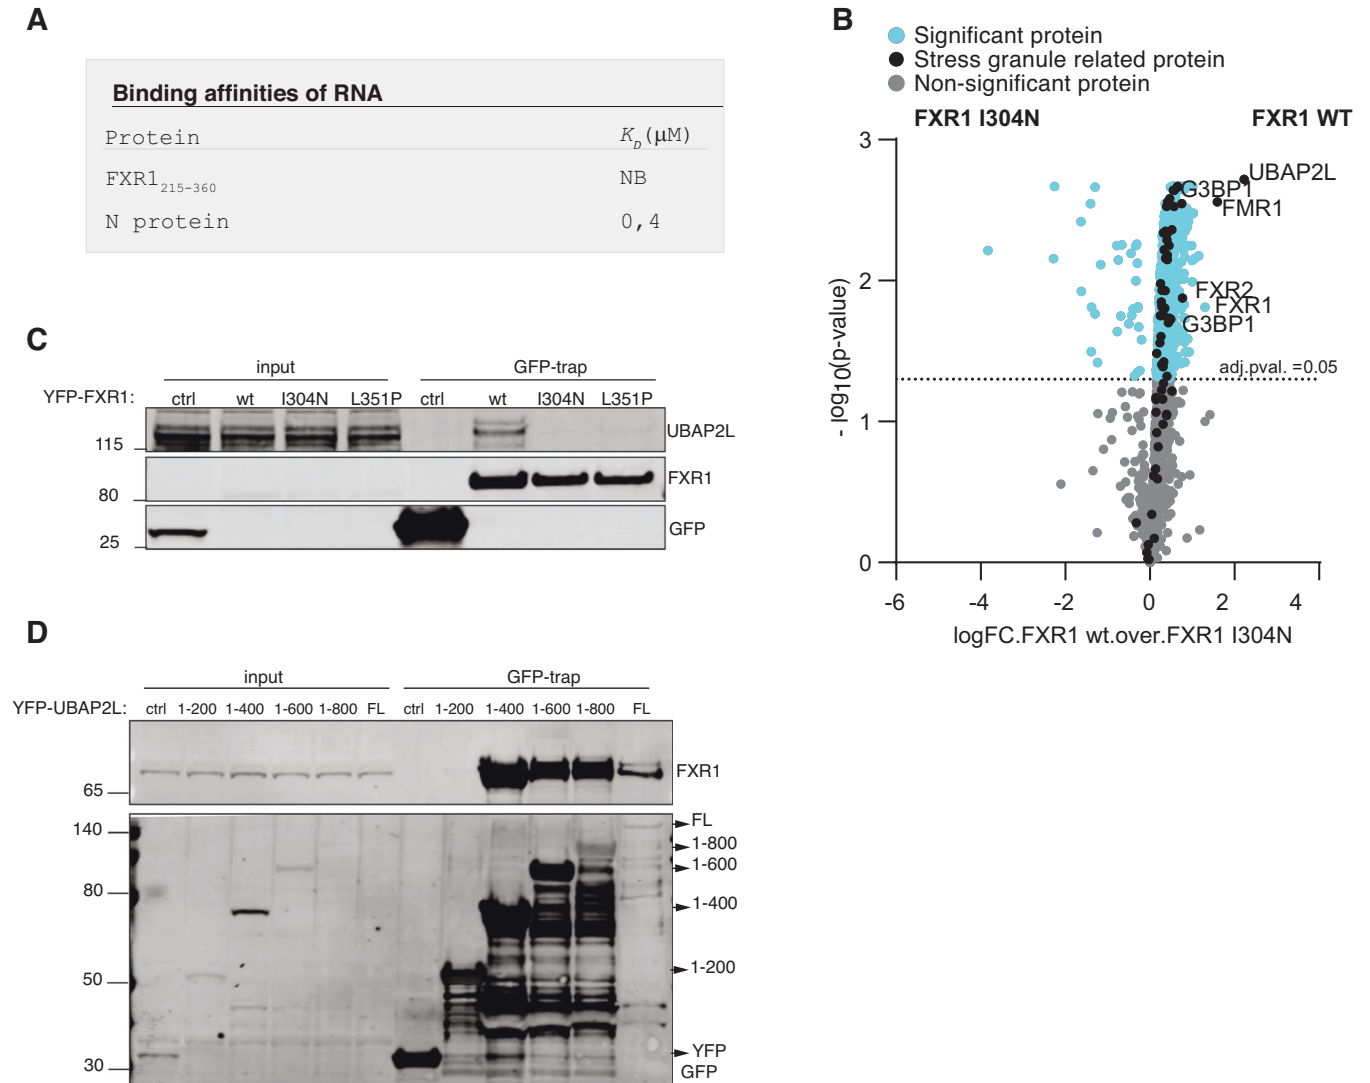 A
Binding affinities of RNA
Protein K_D(µM)
FXR1_215-360 NB
N protein 0,4
B
Significant protein
Stress granule related protein
Non-significant protein
FXR1 I304N FXR1 WT
3
2
1
0
- log10(p-value)
UBAP2L
G3BP1
FMR1
FXR2
FXR1
G3BP1
adj.pval. =0.05
-6 -4 -2 0 2 4
logFC.FXR1 wt.over.FXR1 I304N
C
input GFP-trap
YFP-FXR1: ctrl wt I304N L351P ctrl wt I304N L351P
115 UBAP2L
80 FXR1
25 GFP
D
input GFP-trap
YFP-UBAP2L: ctrl 1-200 1-400 1-600 1-800 FL ctrl 1-200 1-400 1-600 1-800 FL
FXR1
65
FL
140
1-800
1-600
80
1-400
1-200
50
YFP
30
GFP